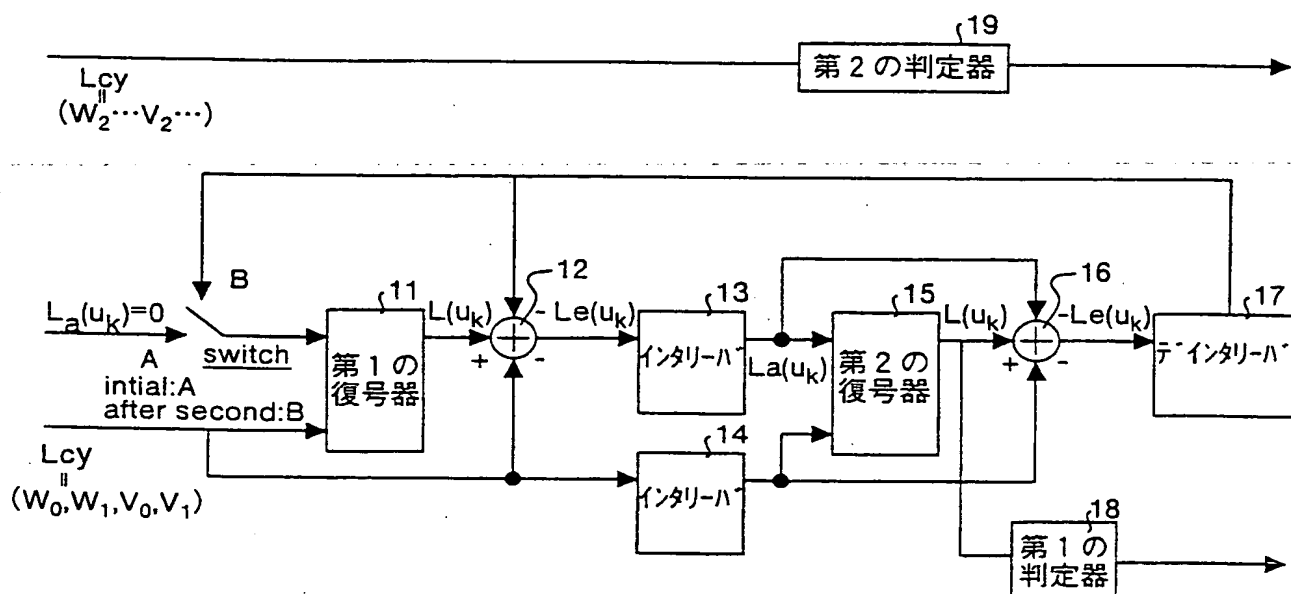 19
第2の判定器
Lcy
=
(W2…V2…)
B
La(uk)=0
A
switch
intial:A
after second:B
11
第1の
復号器
L(uk)
12
-
+
-
Le(uk)
13
インタリーバ
La(uk)
15
第2の
復号器
L(uk)
16
-
+
-
Le(uk)
17
デインタリーバ
Lcy
=
(W0,W1,V0,V1)
14
インタリーバ
18
第1の
判定器